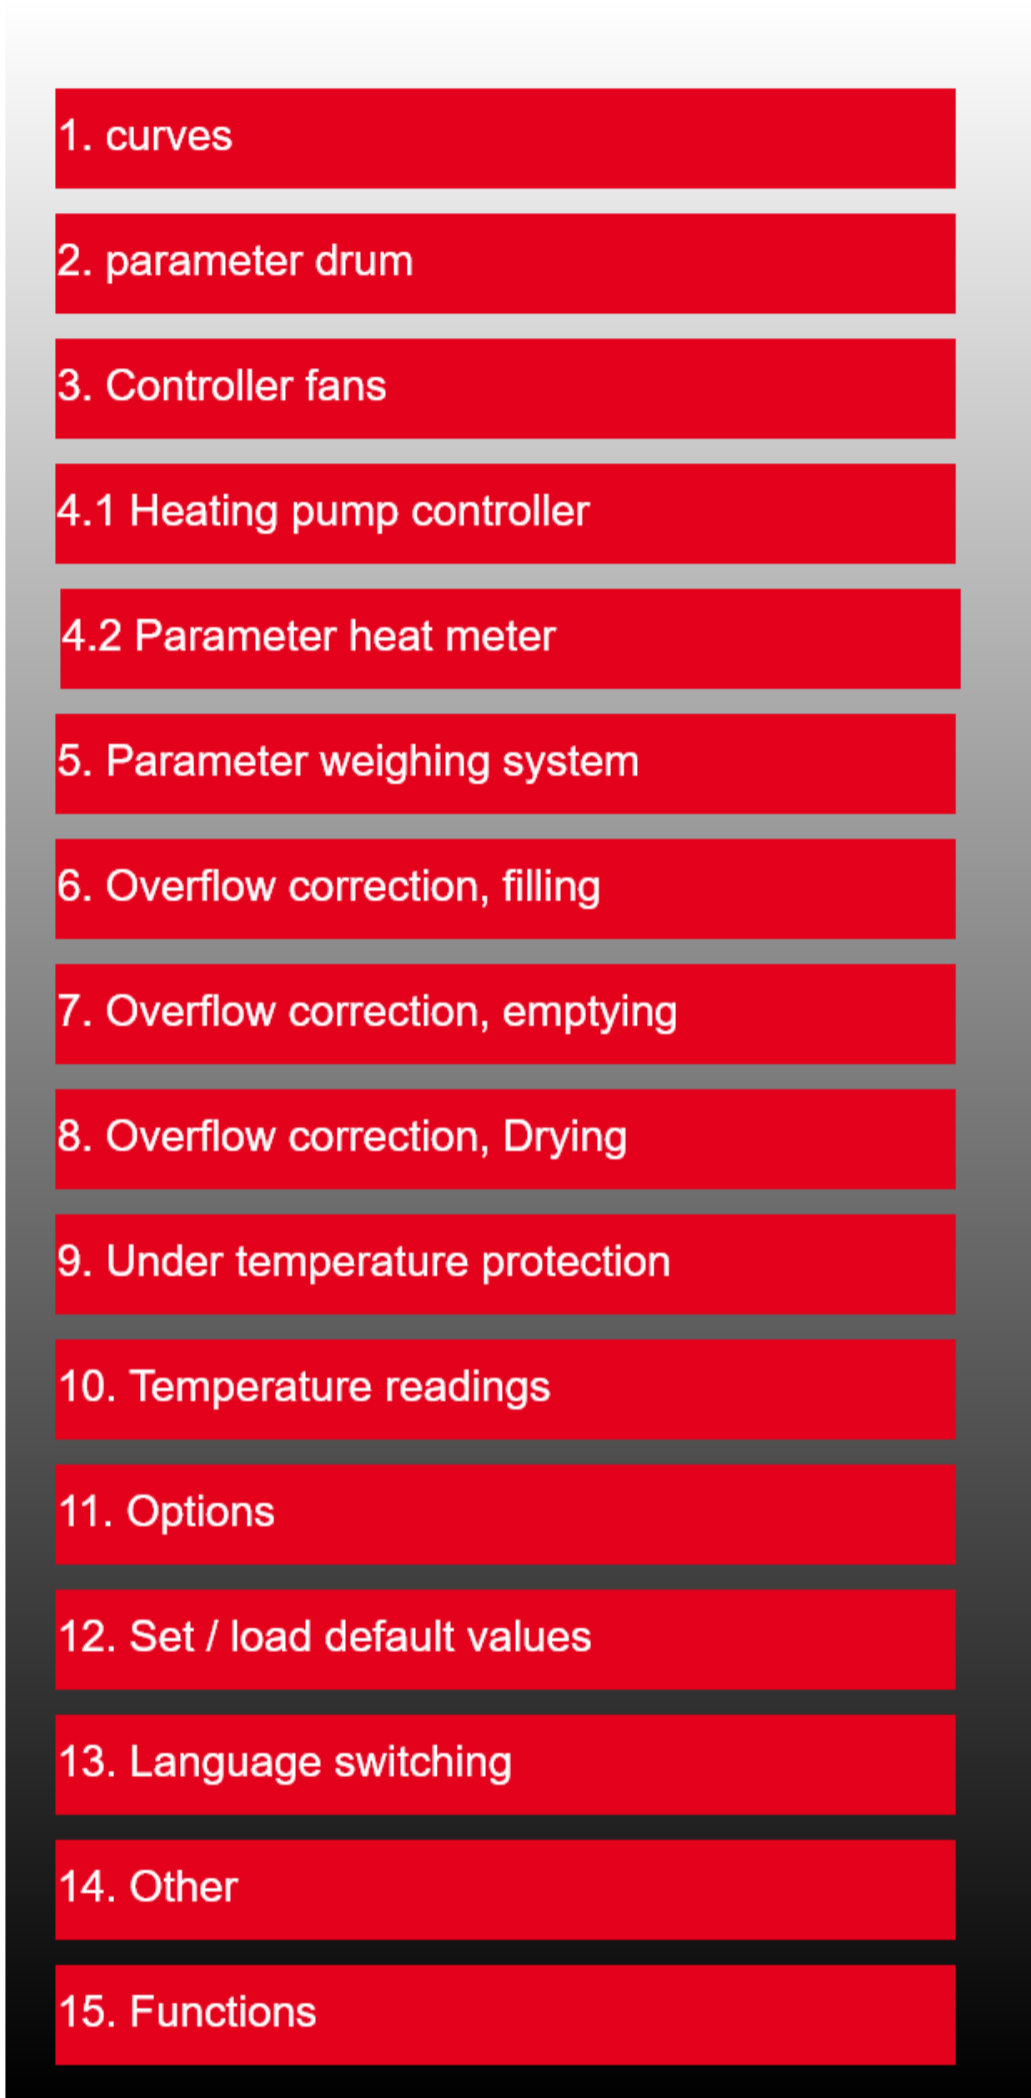 1. curves
2. parameter drum
3. Controller fans
4.1 Heating pump controller
4.2 Parameter heat meter
5. Parameter weighing system
6. Overflow correction, filling
7. Overflow correction, emptying
8. Overflow correction, Drying
9. Under temperature protection
10. Temperature readings
11. Options
12. Set / load default values
13. Language switching
14. Other
15. Functions